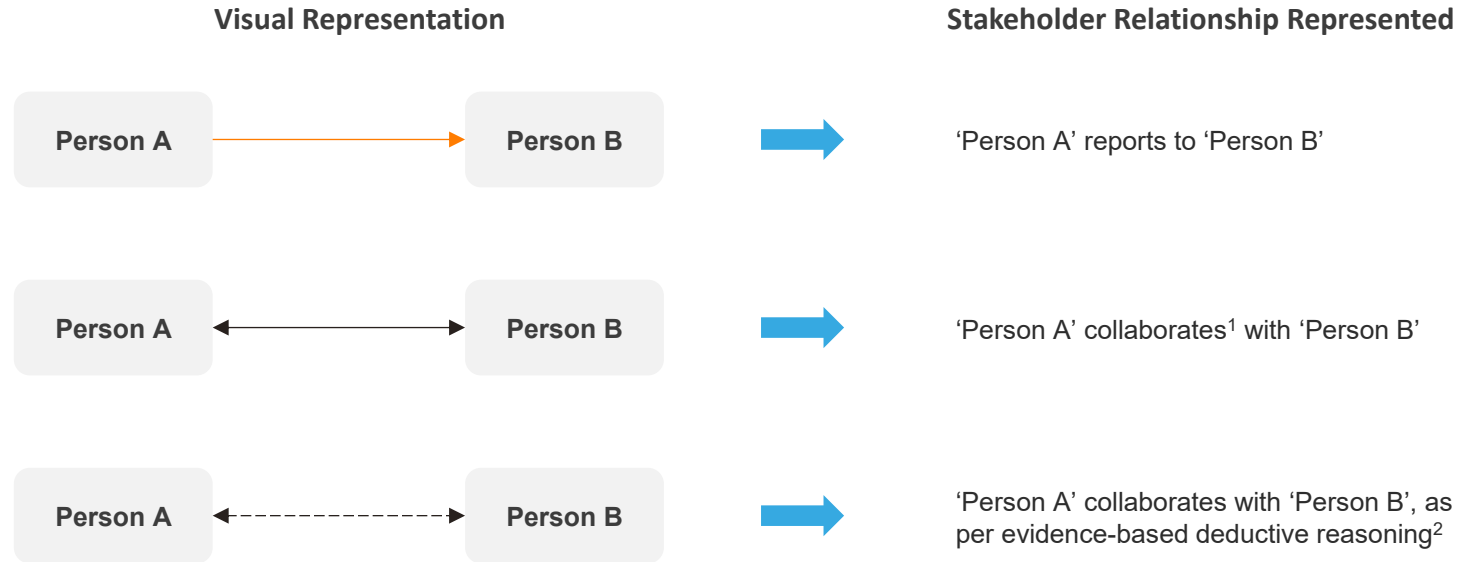 Visual Representation
Stakeholder Relationship Represented
Person A
Person B
‘Person A’ reports to ‘Person B’
Person A
Person B
‘Person A’ collaborates¹ with ‘Person B’
Person A
Person B
‘Person A’ collaborates with ‘Person B’, as
per evidence-based deductive reasoning²